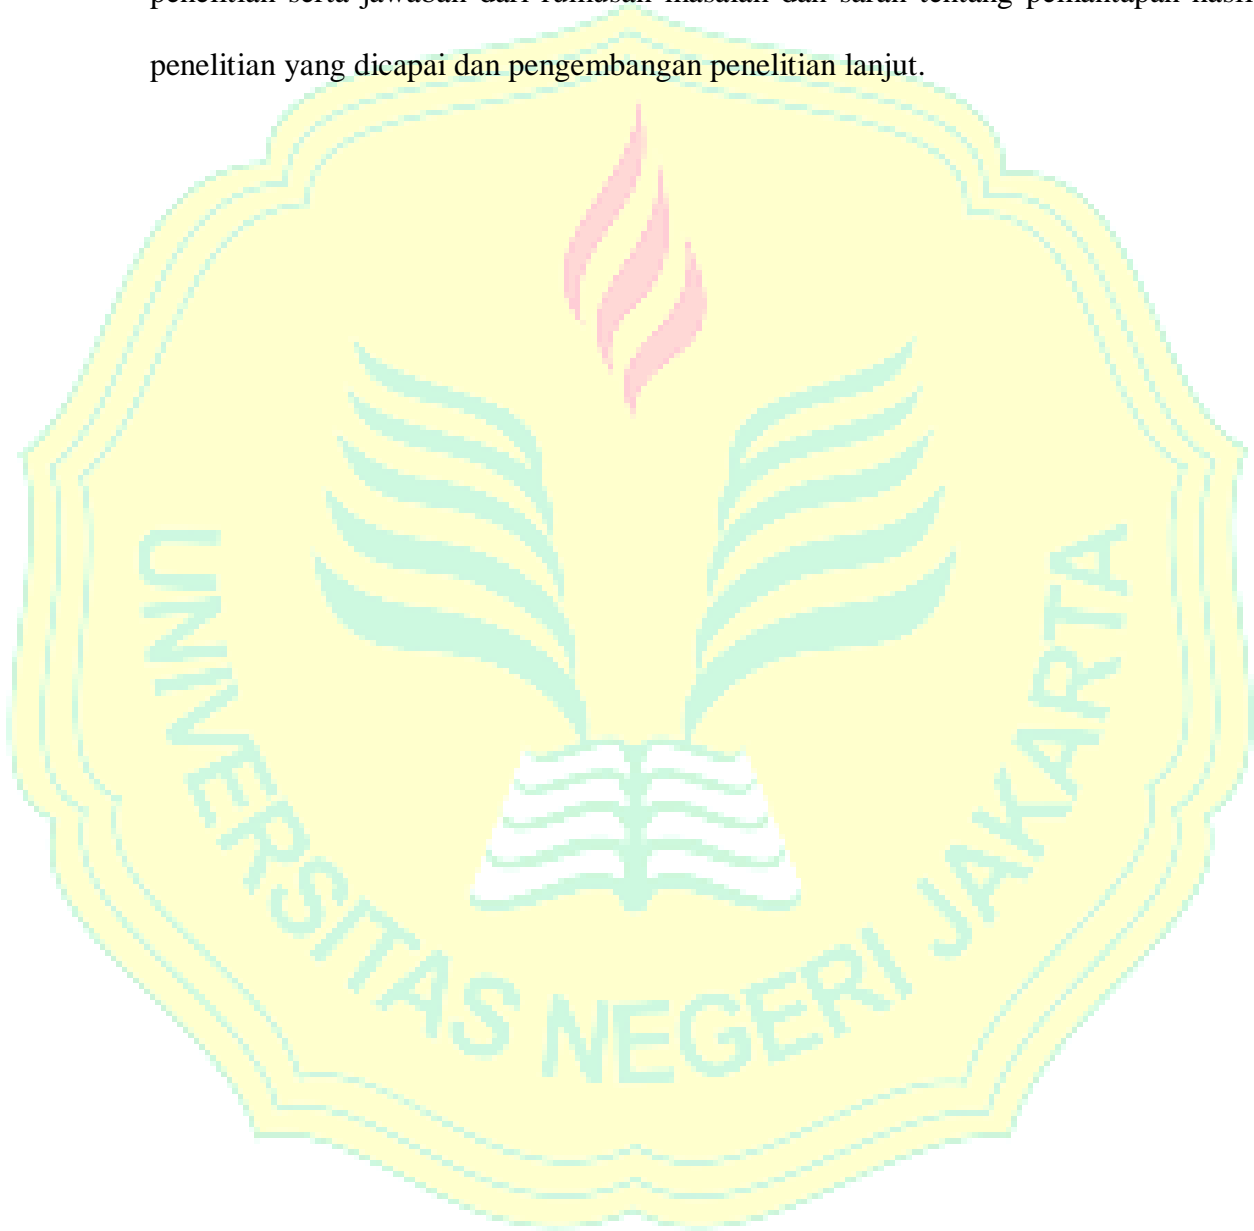 penelitian serta jawaban dari rumusan masalah dan saran tentang pemantapan hasil
penelitian yang dicapai dan pengembangan penelitian lanjut.
UNIVERSITAS NEGERI JAKARTA